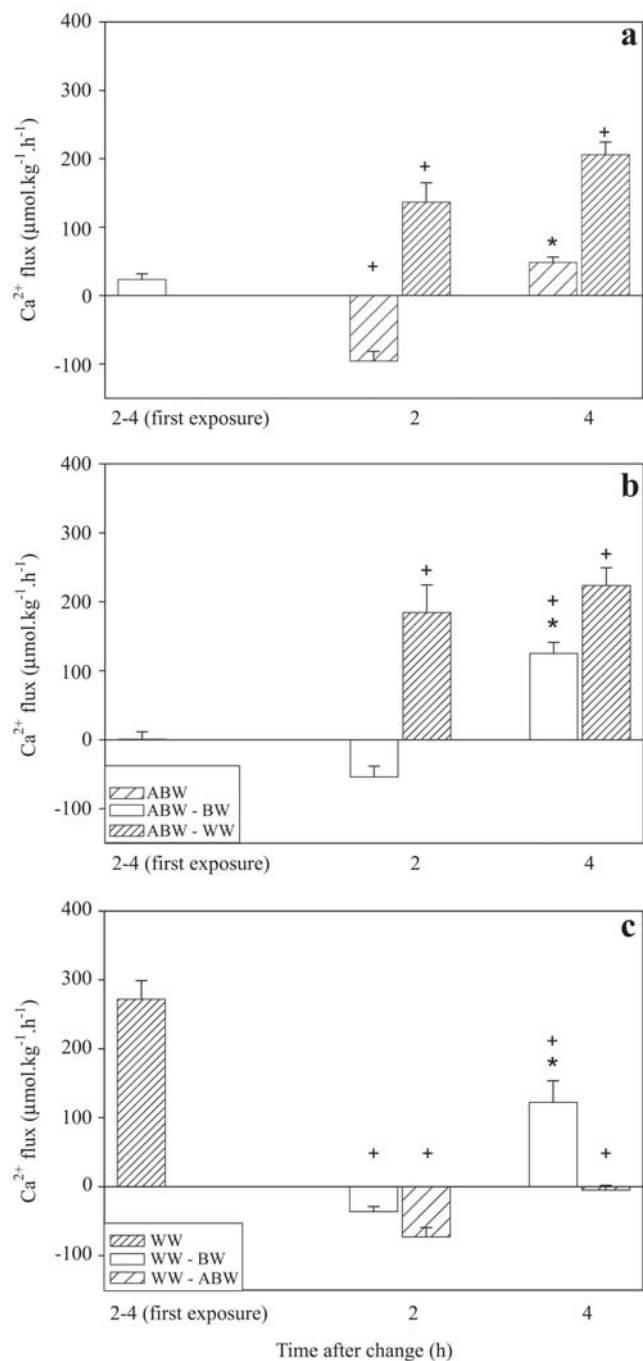 a
400
300
200
100
0
-100
Ca²⁺ flux (µmol.kg⁻¹.h⁻¹)
+
+
*
+
2-4 (first exposure) 2 4
b
400
300
200
100
0
-100
Ca²⁺ flux (µmol.kg⁻¹.h⁻¹)
+
+
*
+
ABW
ABW - BW
ABW - WW
2-4 (first exposure) 2 4
c
400
300
200
100
0
-100
Ca²⁺ flux (µmol.kg⁻¹.h⁻¹)
+
+
+
*
+
WW
WW - BW
WW - ABW
2-4 (first exposure) 2 4
Time after change (h)